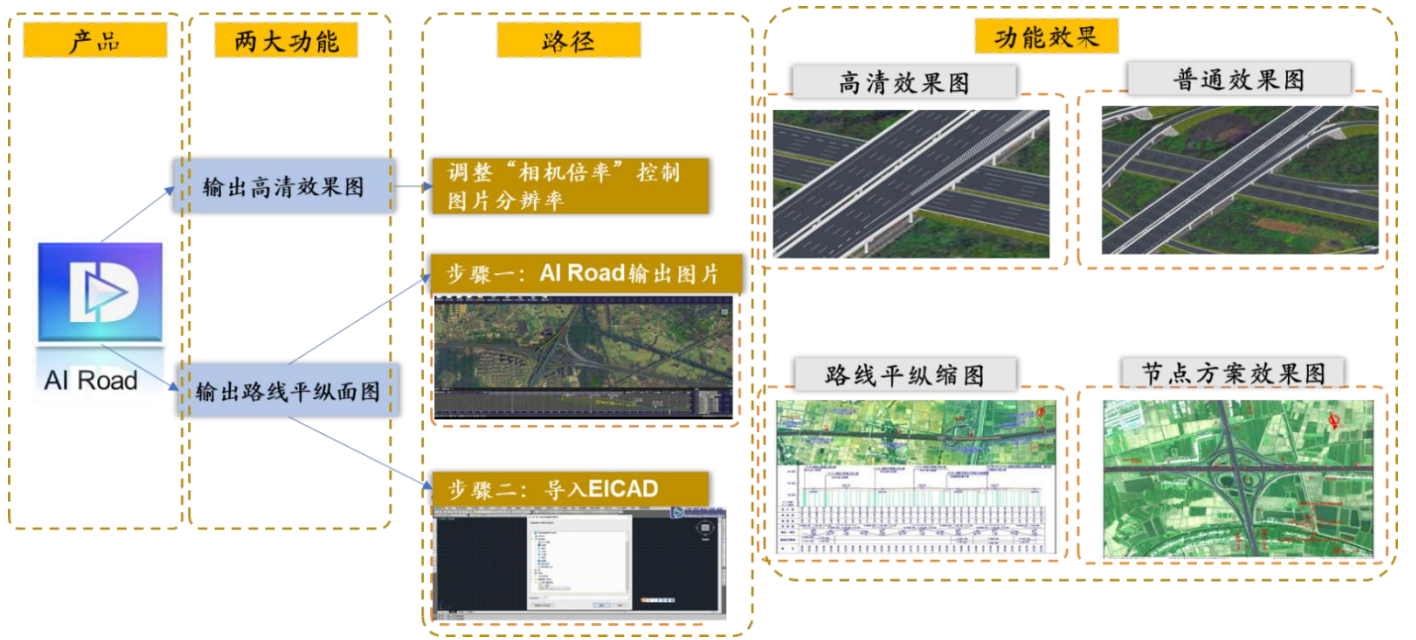 产品
两大功能
路径
功能效果
高清效果图
普通效果图
输出高清效果图
调整“相机倍率”控制
图片分辨率
步骤一：AI Road输出图片
AI Road
输出路线平纵面图
路线平纵缩图
节点方案效果图
步骤二：导入EICAD